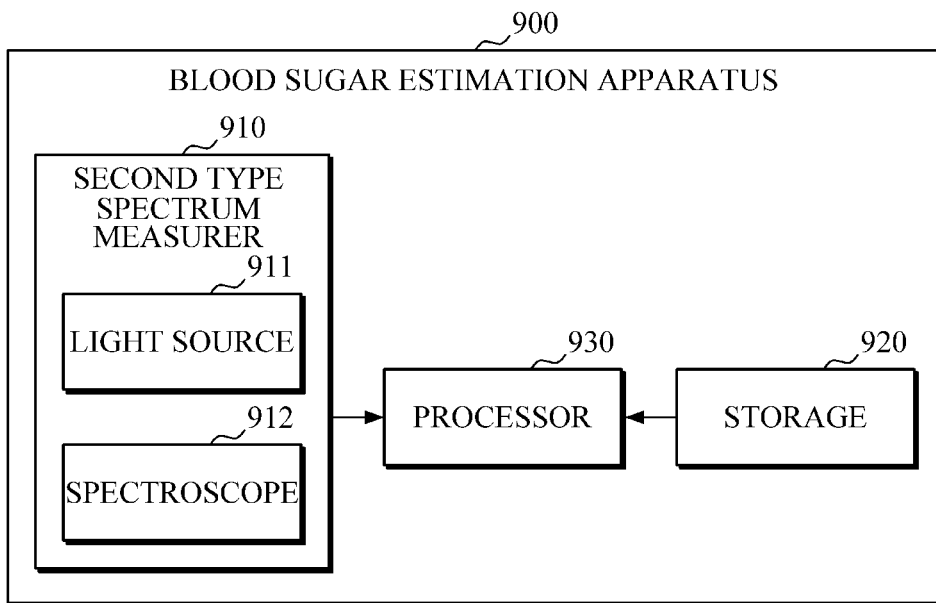 900
BLOOD SUGAR ESTIMATION APPARATUS
910
SECOND TYPE
SPECTRUM
MEASURER
911
LIGHT SOURCE
912
SPECTROSCOPE
930
PROCESSOR
920
STORAGE